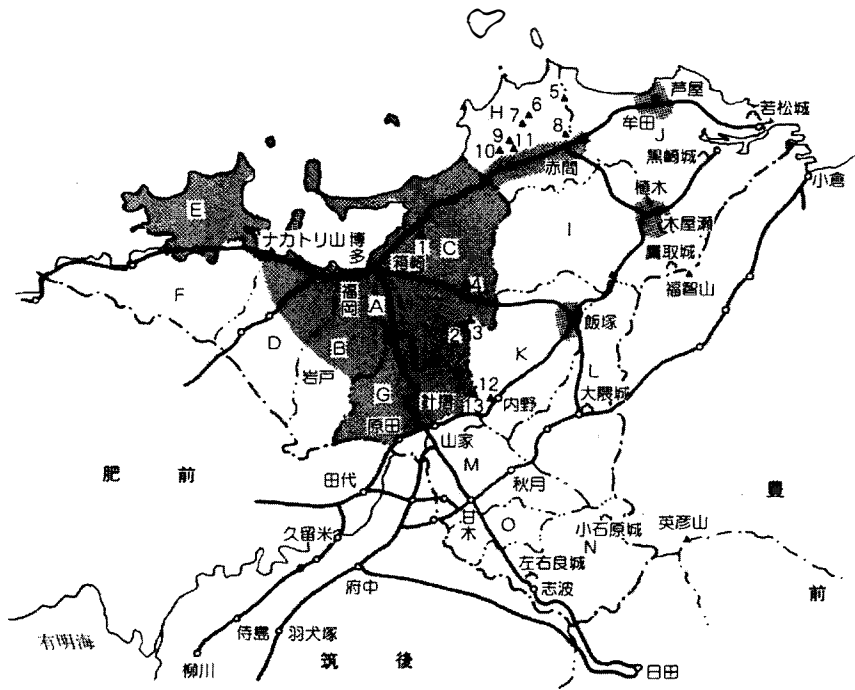 芦屋
若松城
5
6
H
7
牟田
8
J
9
11
10
黒崎城
赤間
小倉
植木
E
木屋瀬
ナカトリ山
博多
1
C
箱崎
I
鷹取城
福智山
4
F
福岡
A
飯塚
3
2
D
B
K
岩戸
L
G
12
大隈城
13
内野
原田
山家
肥前
M
田代
秋月
豊前
甘木
O
小石原城
英彦山
久留米
N
左右良城
志波
府中
有明海
侍島
羽犬塚
筑後
柳川
日田